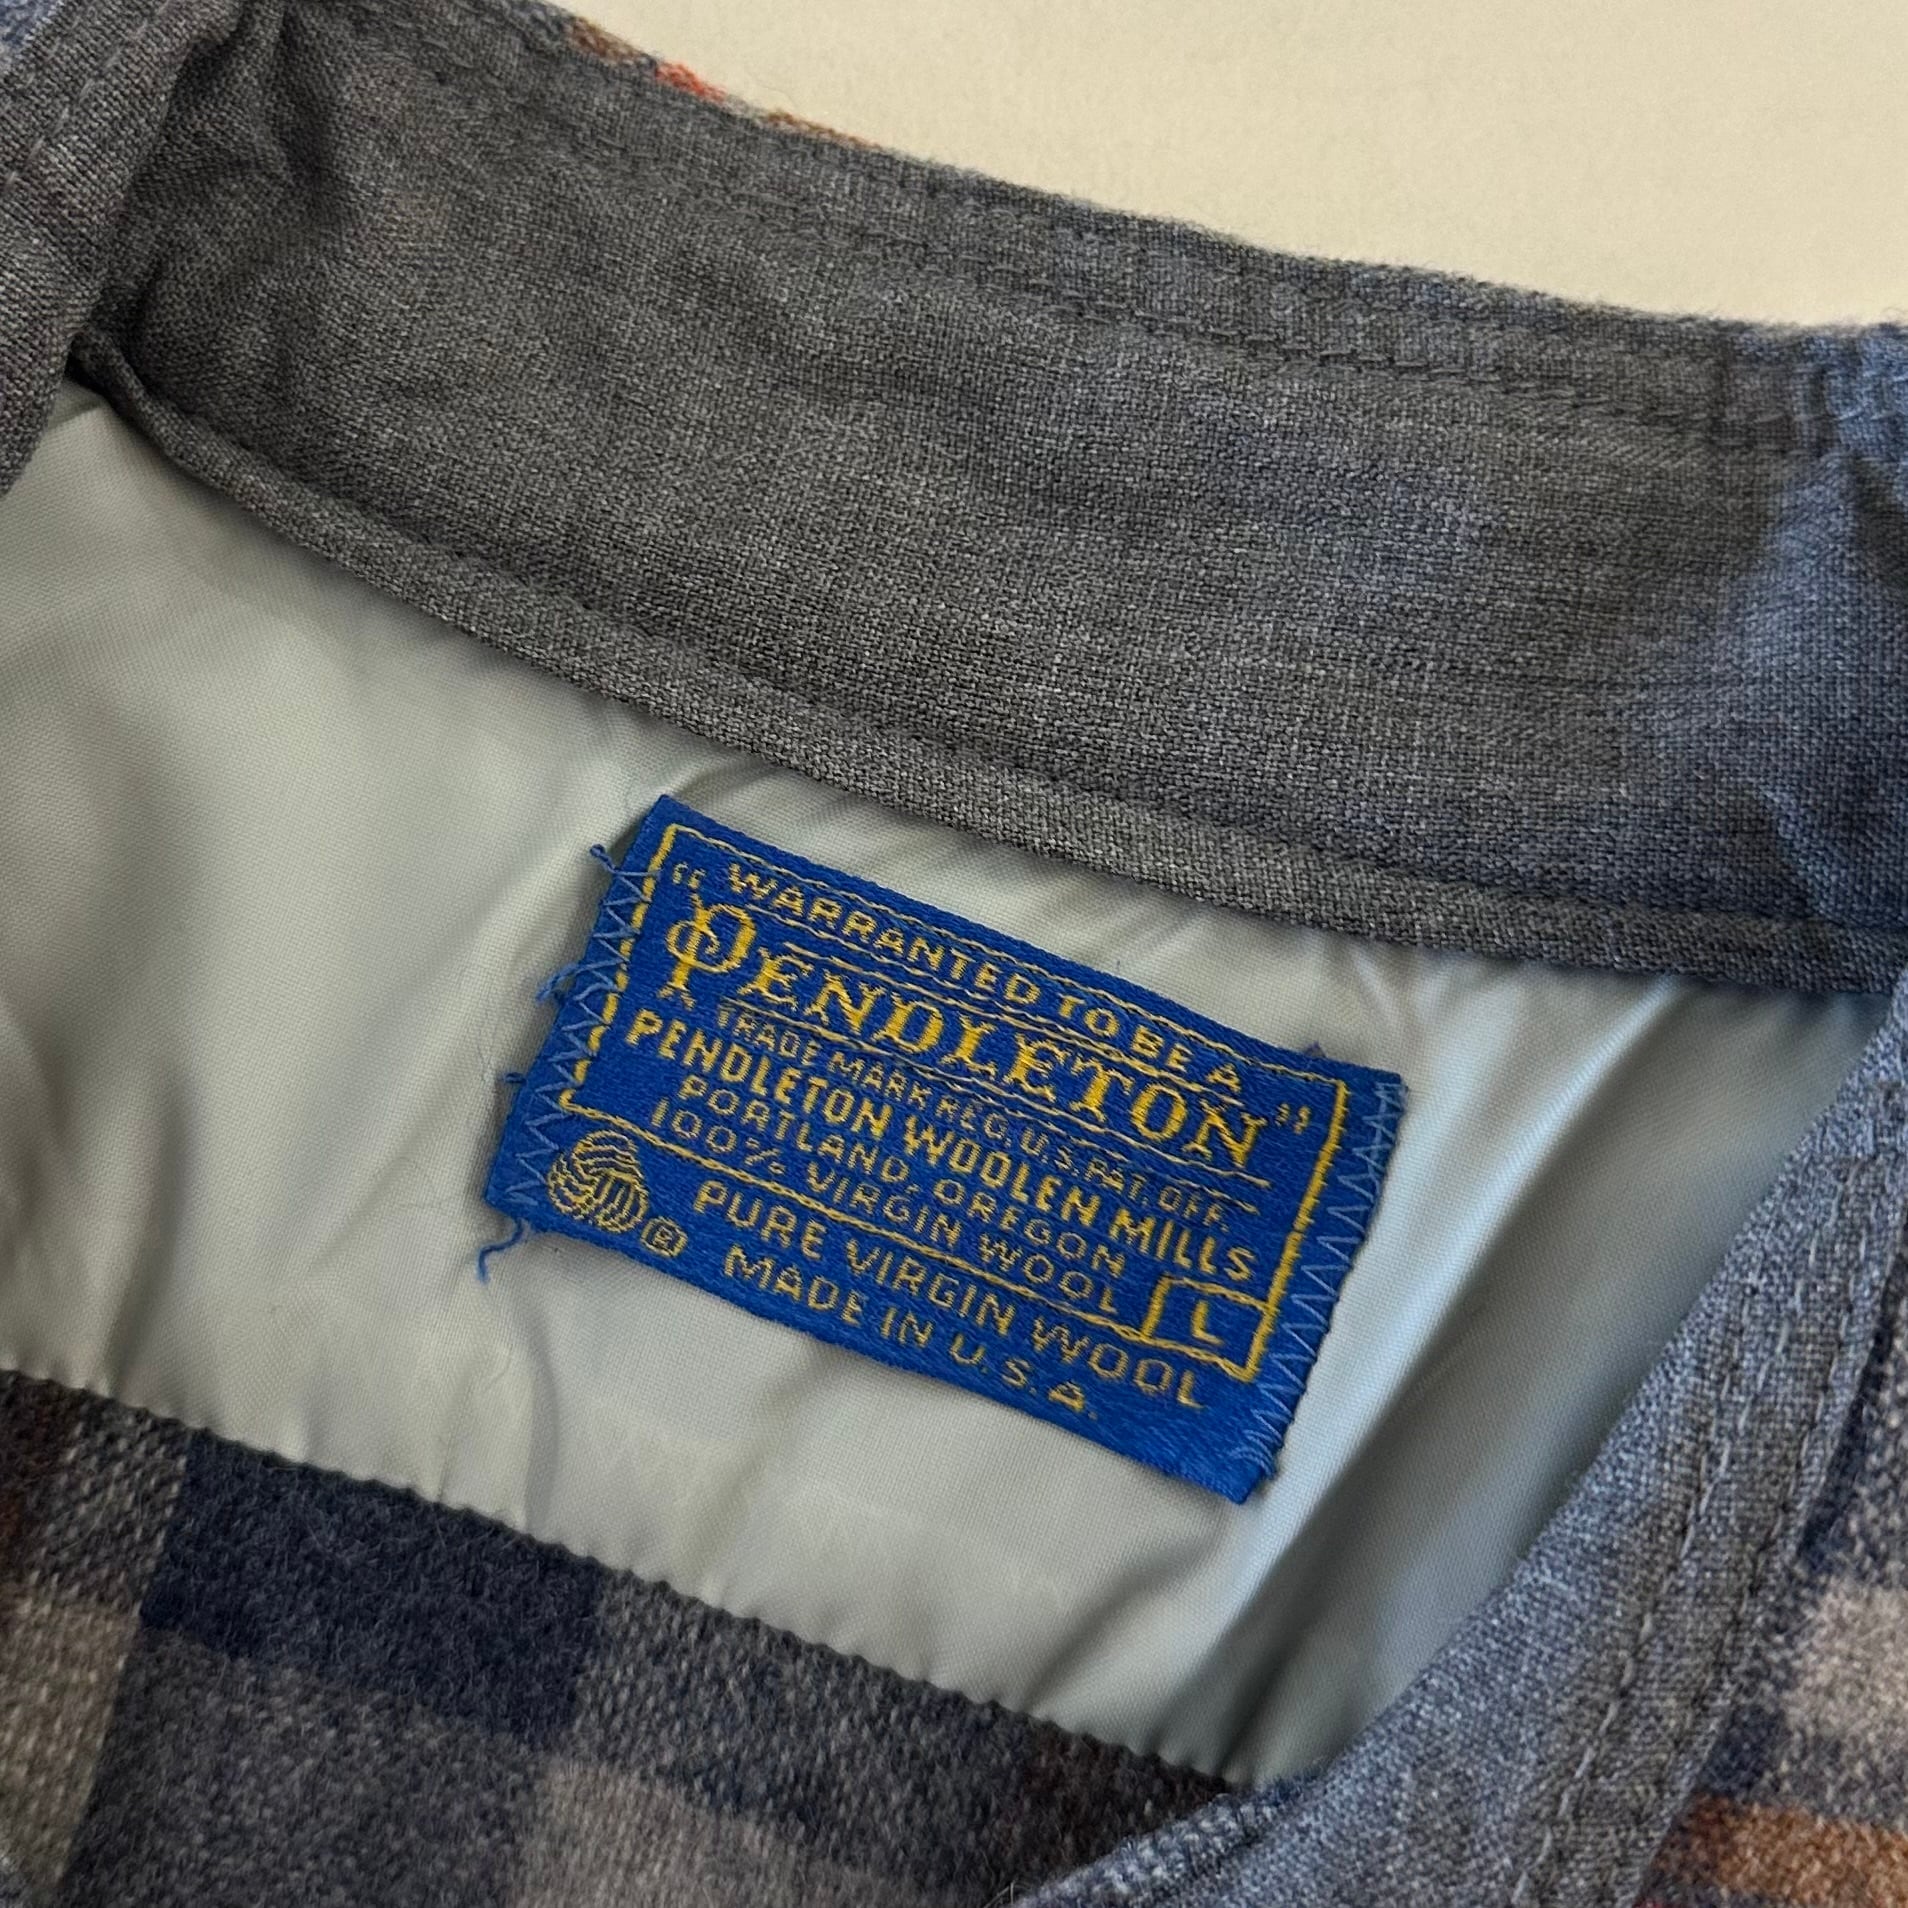 “ WARRANTED TO BE A
PENDLETON ”
TRADE MARK REG. U.S. PAT. OFF.
PENDLETON WOOLEN MILLS
PORTLAND, OREGON
100% VIRGIN WOOL L
® PURE VIRGIN WOOL
MADE IN U.S.A.